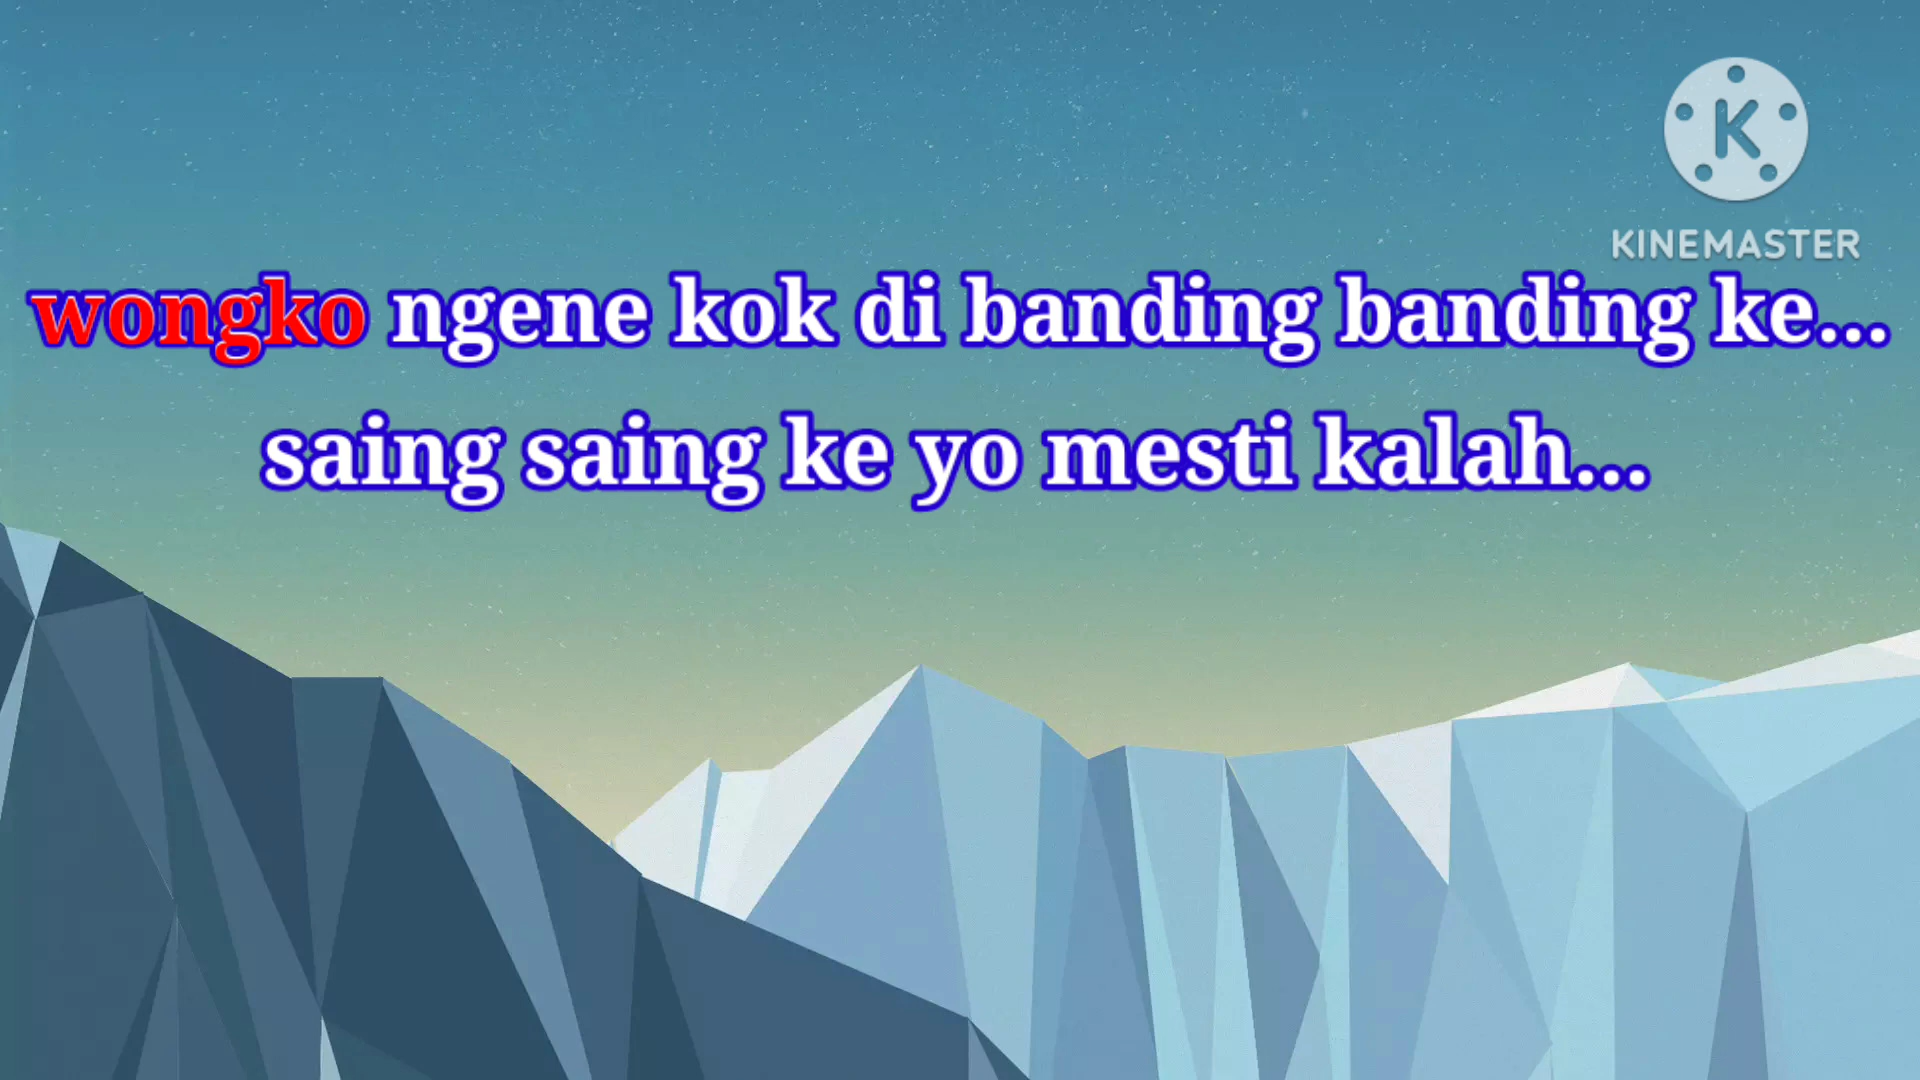 K
KINEMASTER
wongko ngene kok di banding banding ke...
saing saing ke yo mesti kalah...